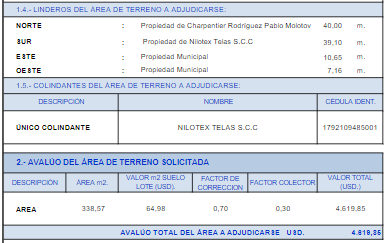 1.4.- LINDEROS DEL ÁREA DE TERRENO A ADJUDICARSE:
NORTE : Propiedad de Charpentier Rodríguez Pablo Molotov 40,00 m.
SUR : Propiedad de Nilotex Telas S.C.C 39,10 m.
ESTE : Propiedad Municipal 10,65 m.
OESTE : Propiedad Municipal 7,16 m.
1.5.- COLINDANTES DEL ÁREA DE TERRENO A ADJUDICARSE:
DESCRIPCIÓN NOMBRE CÉDULA IDENT.
ÚNICO COLINDANTE NILOTEX TELAS S.C.C 1792109485001
2.- AVALÚO DEL ÁREA DE TERRENO SOLICITADA
DESCRIPCIÓN ÁREA m2. VALOR m2 SUELO LOTE (USD). FACTOR DE CORRECCION FACTOR COLECTOR VALOR TOTAL (USD.)
AREA 338,57 64,98 0,70 0,30 4.619,85
AVALÚO TOTAL DEL ÁREA A ADJUDICARSE USD. 4.619,85